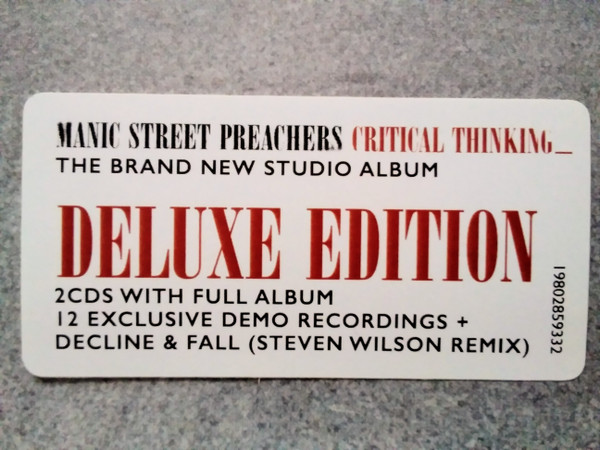 MANIC STREET PREACHERS CRITICAL THINKING_
THE BRAND NEW STUDIO ALBUM
DELUXE EDITION
2CDS WITH FULL ALBUM
12 EXCLUSIVE DEMO RECORDINGS +
DECLINE & FALL (STEVEN WILSON REMIX)
19802859332